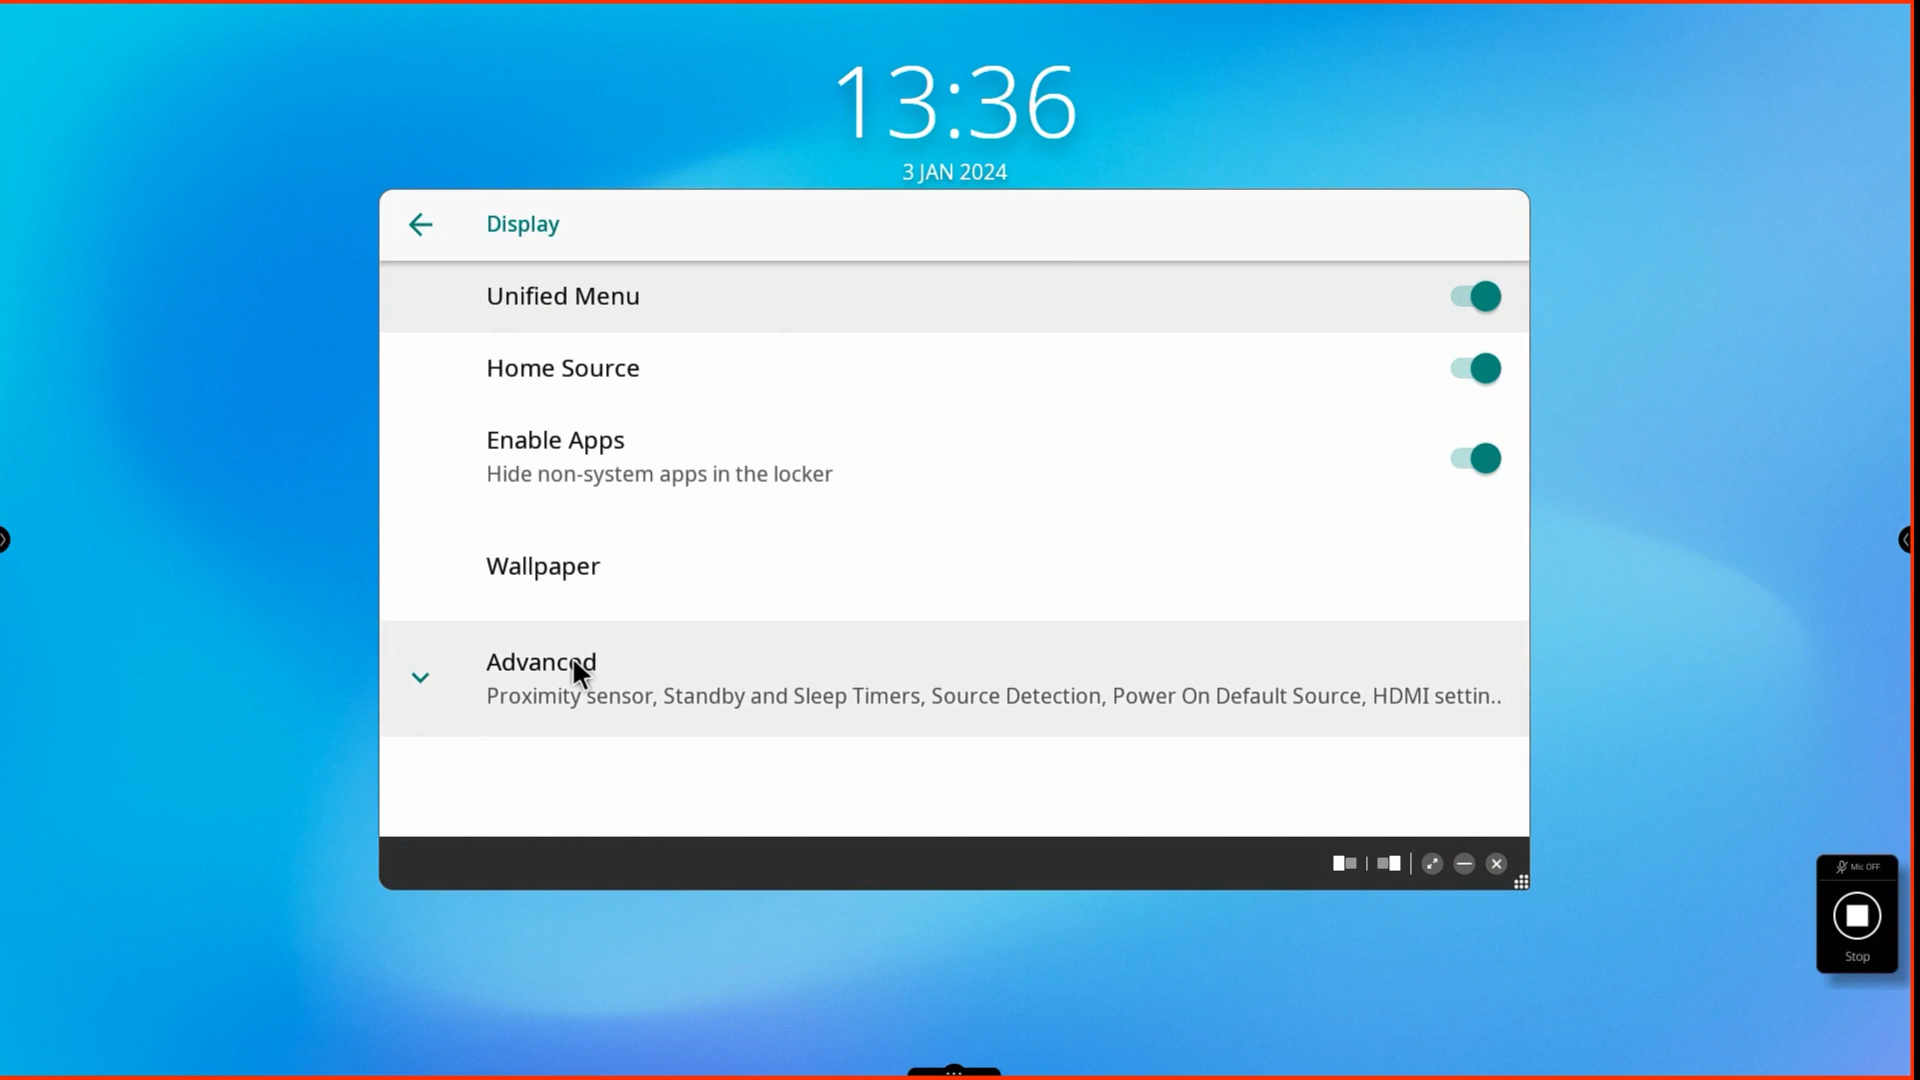 13:36
3 JAN 2024
Display
Unified Menu
Home Source
Enable Apps
Hide non-system apps in the locker
Wallpaper
Advanced
Proximity sensor, Standby and Sleep Timers, Source Detection, Power On Default Source, HDMI settin..
Mic OFF
Stop